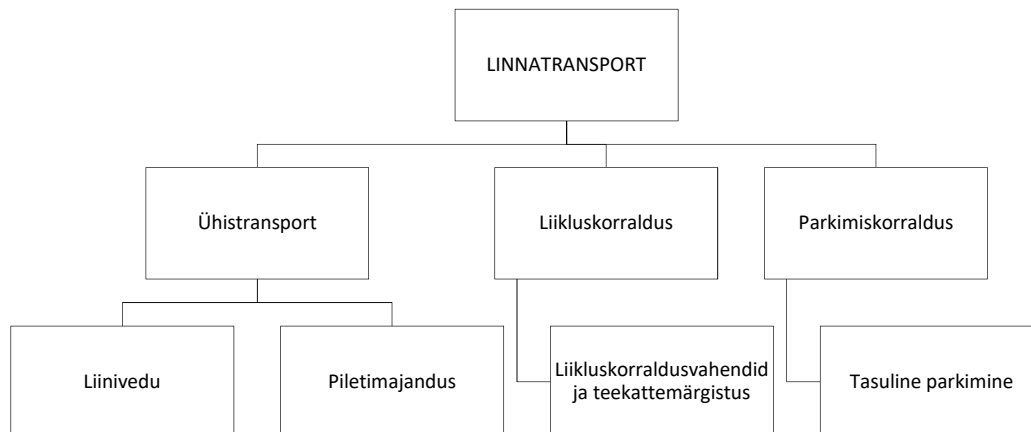 LINNATRANSPORT
Ühistransport
Liikluskorraldus
Parkimiskorraldus
Liinivedu
Piletimajandus
Liikluskorraldusvahendid
ja teekattemärgistus
Tasuline parkimine